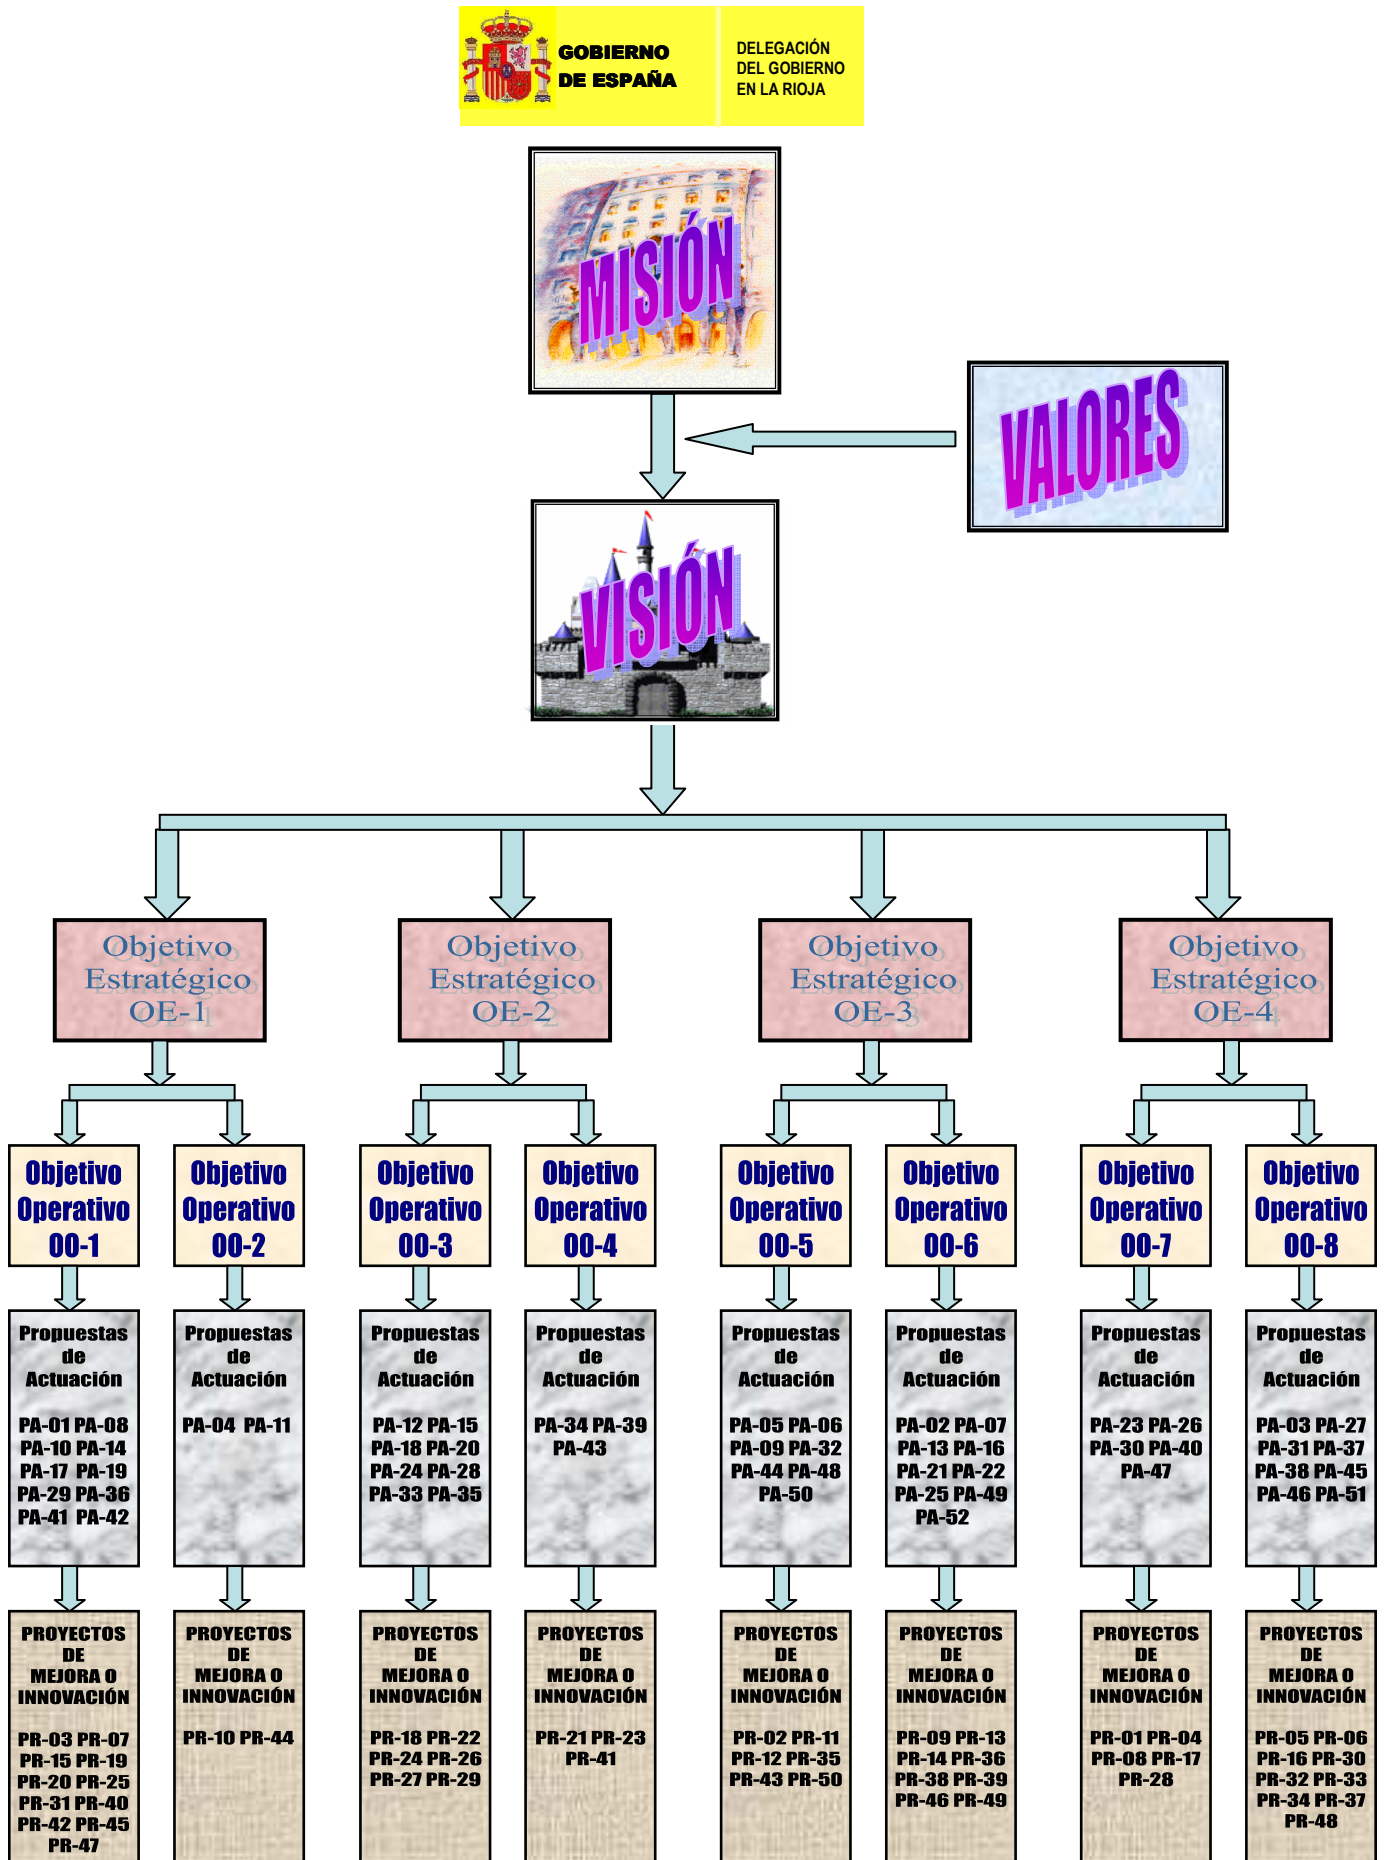 GOBIERNO
DE ESPAÑA
DELEGACIÓN
DEL GOBIERNO
EN LA RIOJA
MISIÓN
VALORES
VISIÓN
Objetivo
Estratégico
OE-1
Objetivo
Estratégico
OE-2
Objetivo
Estratégico
OE-3
Objetivo
Estratégico
OE-4
Objetivo
Operativo
OO-1
Objetivo
Operativo
OO-2
Objetivo
Operativo
OO-3
Objetivo
Operativo
OO-4
Objetivo
Operativo
OO-5
Objetivo
Operativo
OO-6
Objetivo
Operativo
OO-7
Objetivo
Operativo
OO-8
Propuestas
de
Actuación
PA-01 PA-08
PA-10 PA-14
PA-17 PA-19
PA-29 PA-36
PA-41 PA-42
Propuestas
de
Actuación
PA-04 PA-11
Propuestas
de
Actuación
PA-12 PA-15
PA-18 PA-20
PA-24 PA-28
PA-33 PA-35
Propuestas
de
Actuación
PA-34 PA-39
PA-43
Propuestas
de
Actuación
PA-05 PA-06
PA-09 PA-32
PA-44 PA-48
PA-50
Propuestas
de
Actuación
PA-02 PA-07
PA-13 PA-16
PA-21 PA-22
PA-25 PA-49
PA-52
Propuestas
de
Actuación
PA-23 PA-26
PA-30 PA-40
PA-47
Propuestas
de
Actuación
PA-03 PA-27
PA-31 PA-37
PA-38 PA-45
PA-46 PA-51
PROYECTOS
DE
MEJORA O
INNOVACIÓN
PR-03 PR-07
PR-15 PR-19
PR-20 PR-25
PR-31 PR-40
PR-42 PR-45
PR-47
PROYECTOS
DE
MEJORA O
INNOVACIÓN
PR-10 PR-44
PROYECTOS
DE
MEJORA O
INNOVACIÓN
PR-18 PR-22
PR-24 PR-26
PR-27 PR-29
PROYECTOS
DE
MEJORA O
INNOVACIÓN
PR-21 PR-23
PR-41
PROYECTOS
DE
MEJORA O
INNOVACIÓN
PR-02 PR-11
PR-12 PR-35
PR-43 PR-50
PROYECTOS
DE
MEJORA O
INNOVACIÓN
PR-09 PR-13
PR-14 PR-36
PR-38 PR-39
PR-46 PR-49
PROYECTOS
DE
MEJORA O
INNOVACIÓN
PR-01 PR-04
PR-08 PR-17
PR-28
PROYECTOS
DE
MEJORA O
INNOVACIÓN
PR-05 PR-06
PR-16 PR-30
PR-32 PR-33
PR-34 PR-37
PR-48